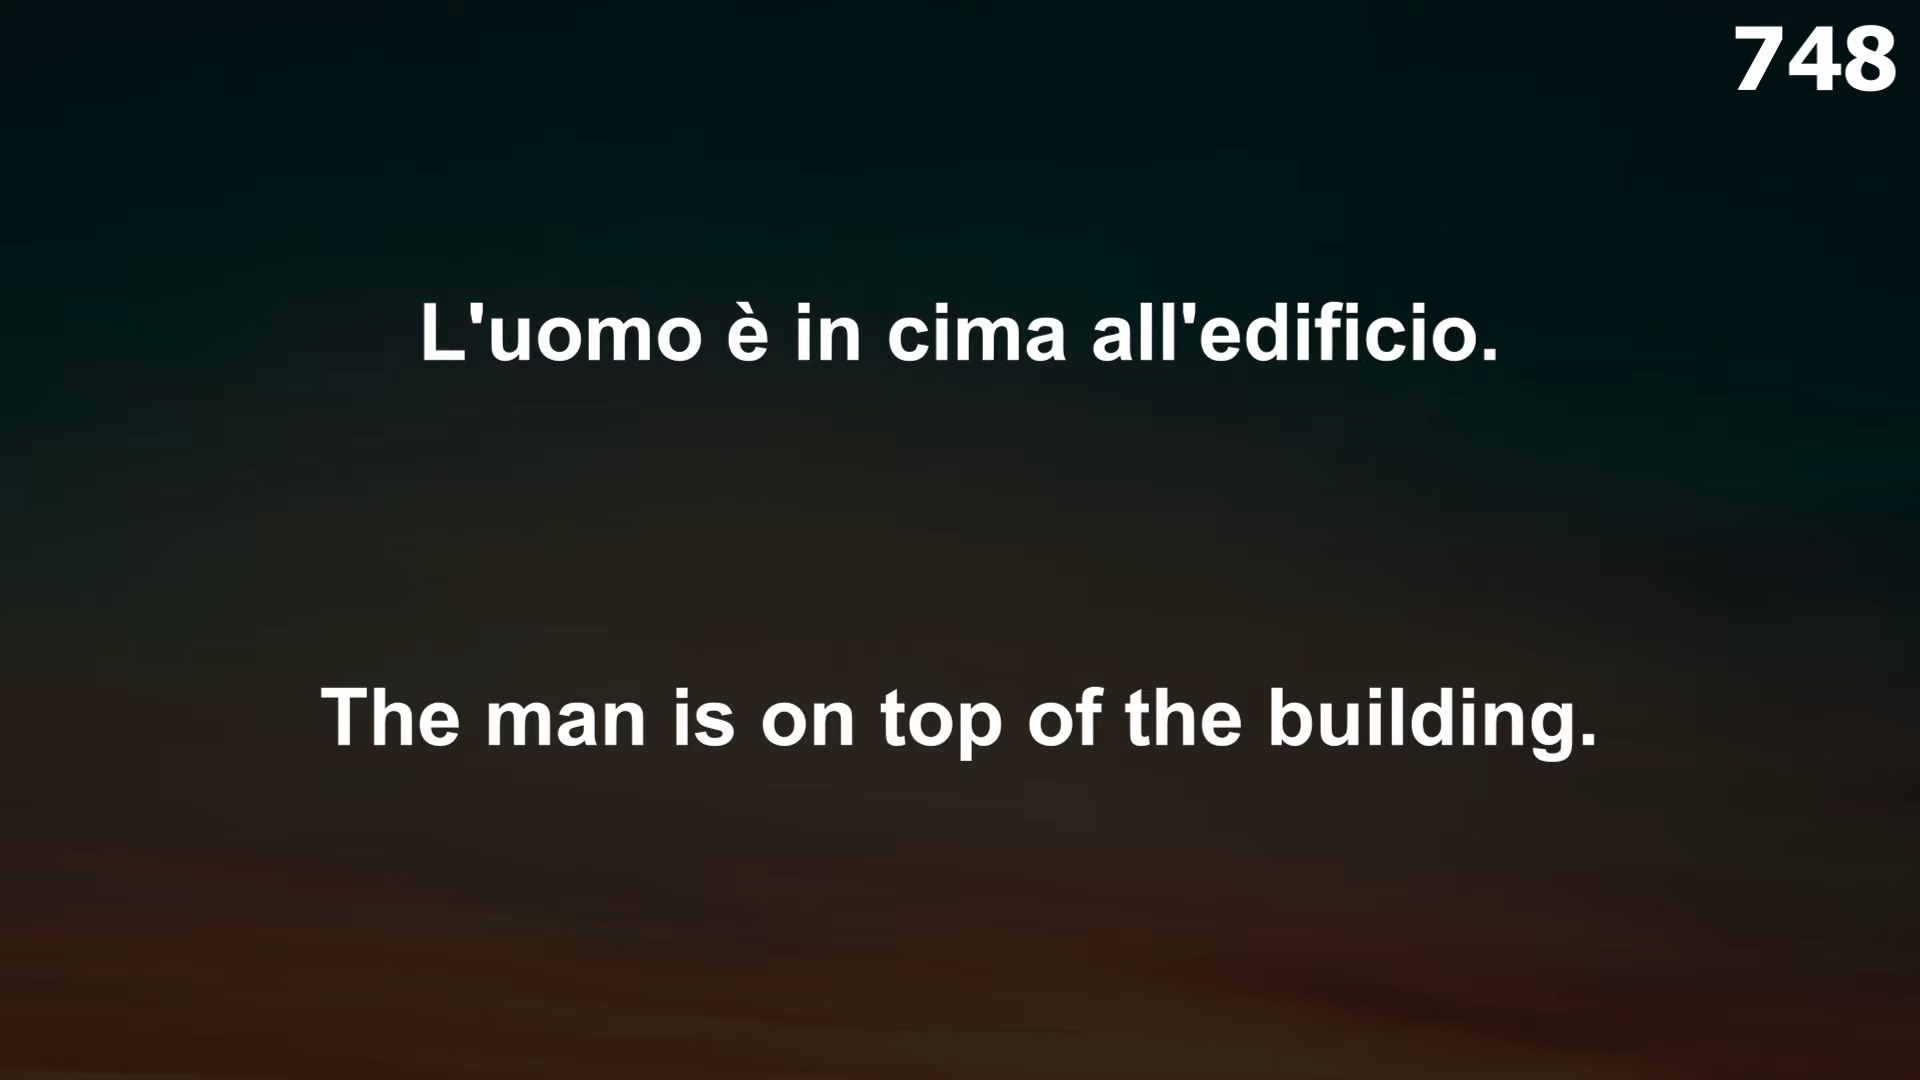 748
L'uomo è in cima all'edificio.
The man is on top of the building.